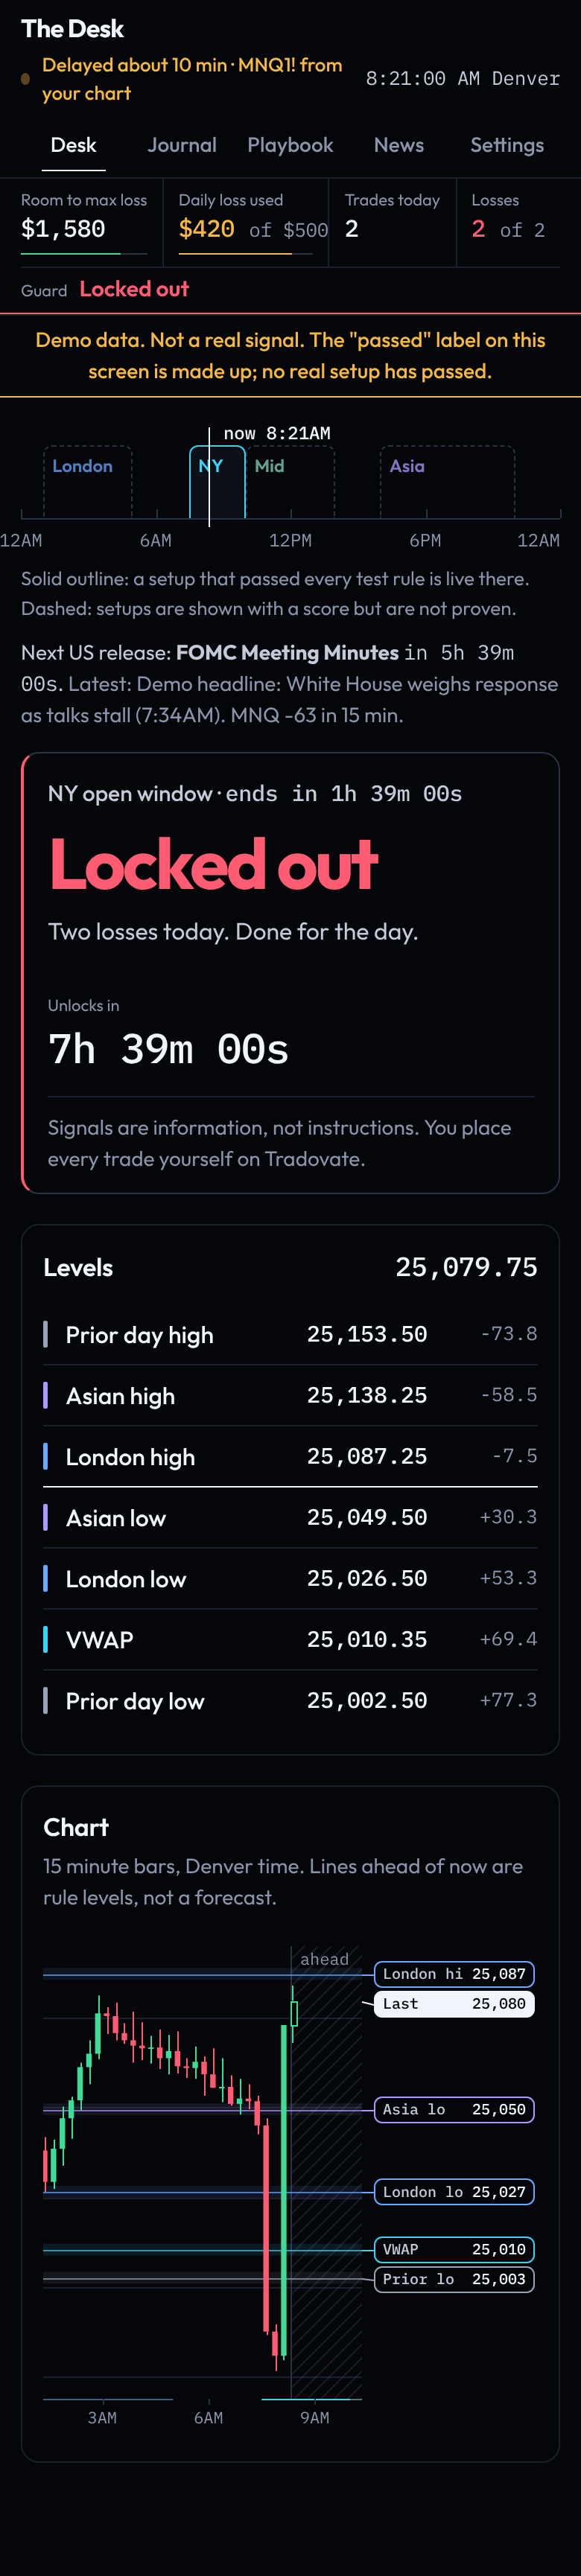 The Desk
Delayed about 10 min · MNQ1! from
your chart
8:21:00 AM Denver
Desk Journal Playbook News Settings
Room to max loss Daily loss used Trades today Losses
$1,580 $420 of $500 2 2 of 2
Guard Locked out
Demo data. Not a real signal. The "passed" label on this
screen is made up; no real setup has passed.
now 8:21AM
London NY Mid Asia
12AM 6AM 12PM 6PM 12AM
Solid outline: a setup that passed every test rule is live there.
Dashed: setups are shown with a score but are not proven.
Next US release: FOMC Meeting Minutes in 5h 39m
00s. Latest: Demo headline: White House weighs response
as talks stall (7:34AM). MNQ -63 in 15 min.
NY open window · ends in 1h 39m 00s
Locked out
Two losses today. Done for the day.
Unlocks in
7h 39m 00s
Signals are information, not instructions. You place
every trade yourself on Tradovate.
Levels 25,079.75
Prior day high 25,153.50 -73.8
Asian high 25,138.25 -58.5
London high 25,087.25 -7.5
Asian low 25,049.50 +30.3
London low 25,026.50 +53.3
VWAP 25,010.35 +69.4
Prior day low 25,002.50 +77.3
Chart
15 minute bars, Denver time. Lines ahead of now are
rule levels, not a forecast.
ahead
London hi 25,087
Last 25,080
Asia lo 25,050
London lo 25,027
VWAP 25,010
Prior lo 25,003
3AM 6AM 9AM